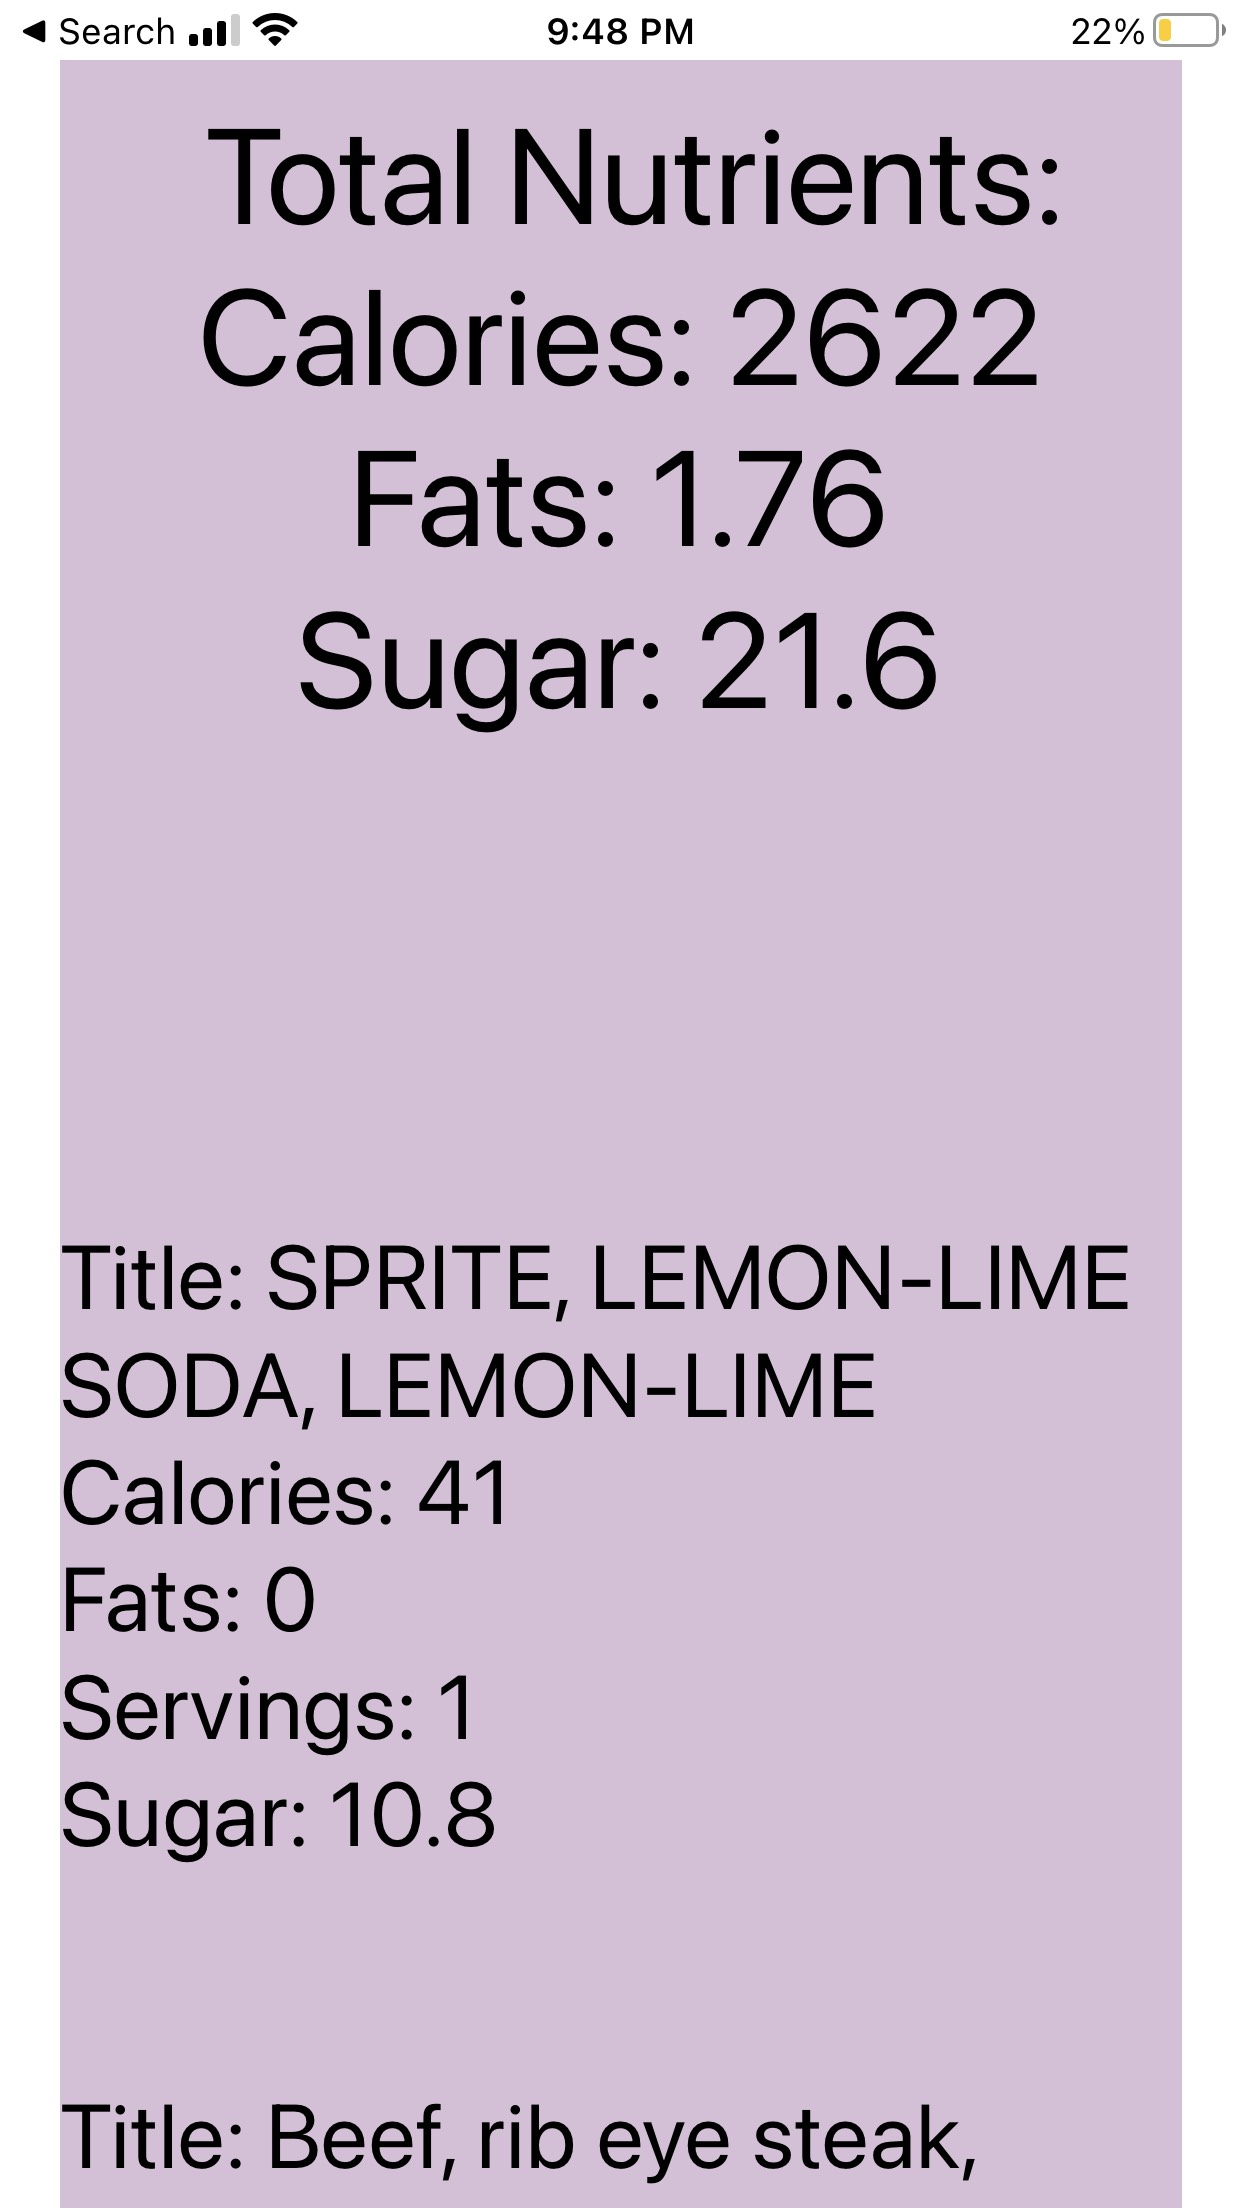 Search
9:48 PM
22%
Total Nutrients:
Calories: 2622
Fats: 1.76
Sugar: 21.6
Title: SPRITE, LEMON-LIME
SODA, LEMON-LIME
Calories: 41
Fats: 0
Servings: 1
Sugar: 10.8
Title: Beef, rib eye steak,